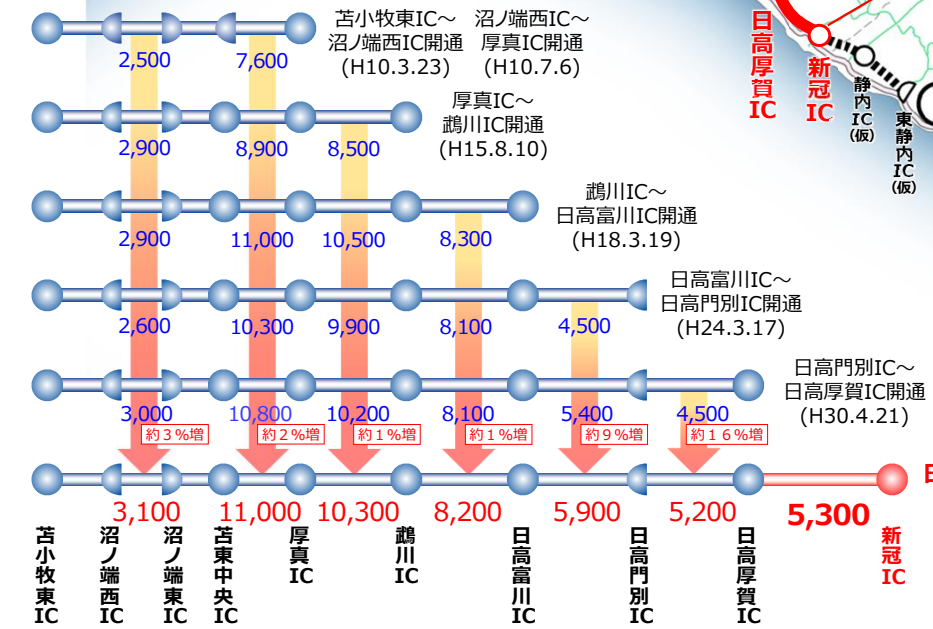 苫小牧東IC～
沼ノ端西IC開通
(H10.3.23)
沼ノ端西IC～
厚真IC開通
(H10.7.6)
2,500
7,600
厚真IC～
鵡川IC開通
(H15.8.10)
2,900
8,900
8,500
鵡川IC～
日高富川IC開通
(H18.3.19)
2,900
11,000
10,500
8,300
日高富川IC～
日高門別IC開通
(H24.3.17)
2,600
10,300
9,900
8,100
4,500
日高門別IC～
日高厚賀IC開通
(H30.4.21)
3,000
10,800
10,200
8,100
5,400
4,500
約3%増
約2%増
約1%増
約1%増
約9%増
約16%増
3,100
11,000
10,300
8,200
5,900
5,200
5,300
苫小牧東IC
沼ノ端西IC
沼ノ端東IC
苫東中央IC
厚真IC
鵡川IC
日高富川IC
日高門別IC
日高厚賀IC
新冠IC
日高厚賀IC
新冠IC
静内IC(仮)
東静内IC(仮)